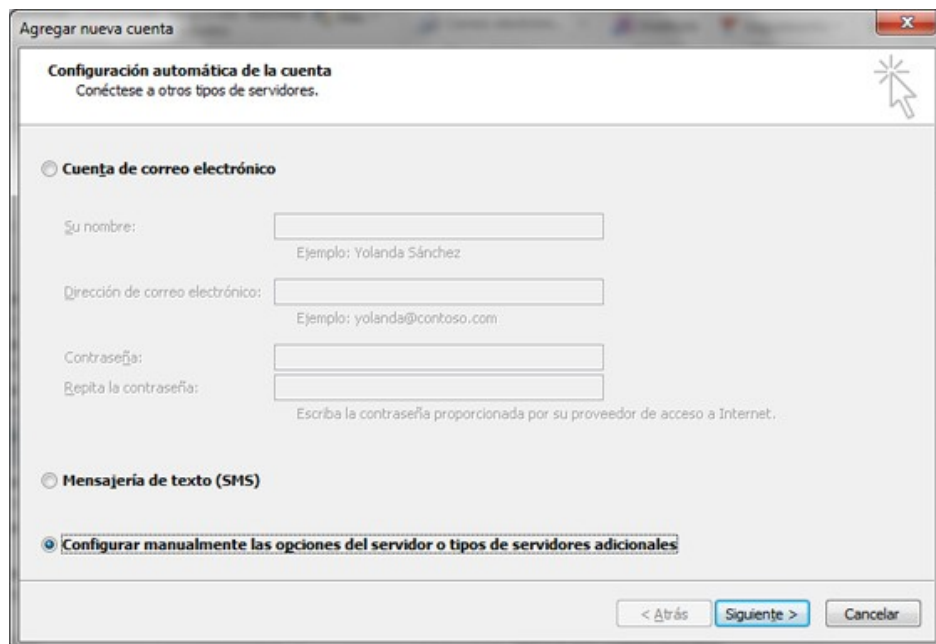 Agregar nueva cuenta
Configuración automática de la cuenta
Conéctese a otros tipos de servidores.
Cuenta de correo electrónico
Su nombre:
Ejemplo: Yolanda Sánchez
Dirección de correo electrónico:
Ejemplo: yolanda@contoso.com
Contraseña:
Repita la contraseña:
Escriba la contraseña proporcionada por su proveedor de acceso a Internet.
Mensajería de texto (SMS)
Configurar manualmente las opciones del servidor o tipos de servidores adicionales
< Atrás Siguiente > Cancelar